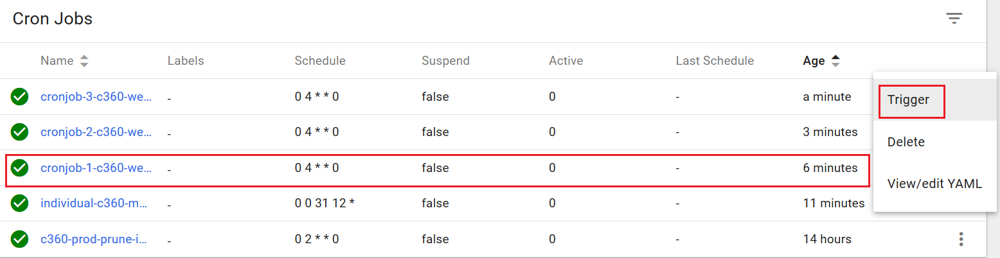 Cron Jobs
Name Labels Schedule Suspend Active Last Schedule Age
cronjob-3-c360-we... - 0 4 * * 0 false 0 - a minute
Trigger
cronjob-2-c360-we... - 0 4 * * 0 false 0 - 3 minutes
Delete
cronjob-1-c360-we... - 0 4 * * 0 false 0 - 6 minutes
View/edit YAML
individual-c360-m... - 0 0 31 12 * false 0 - 11 minutes
c360-prod-prune-i... - 0 2 * * 0 false 0 - 14 hours